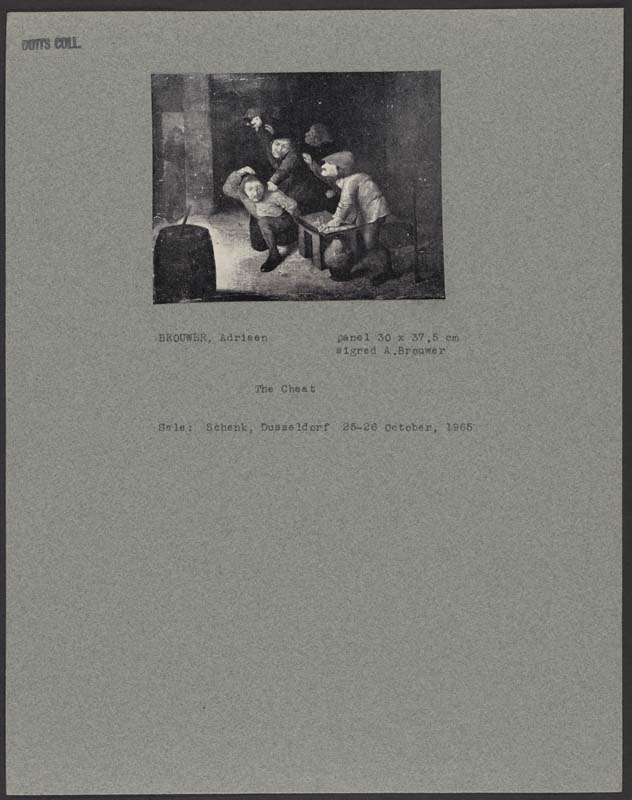 DUITS COLL.
BROUWER, Adriaen panel 30 x 37,5 cm
signed A.Brouwer
The Cheat
Sale: Schenk, Dusseldorf 25-26 October, 1965